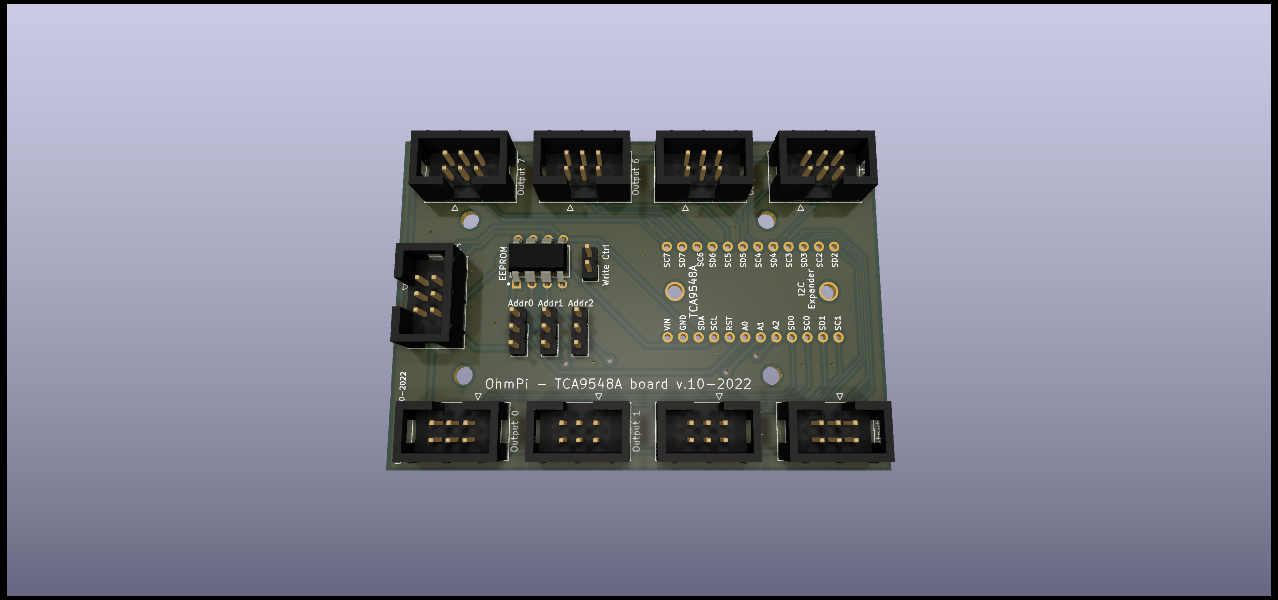 Output 7
Output 6
EEPROM
Write Ctrl
SC7
SD7
SC6
SD6
SC5
SD5
SC4
SD4
SC3
SD3
SC2
SD2
TCA9548A
I2C
Expander
Addr0 Addr1 Addr2
VIN
GND
SDA
SCL
RST
A0
A1
A2
SD0
SC0
SD1
SC1
OhmPi – TCA9548A board v.10–2022
Output 0
Output 1